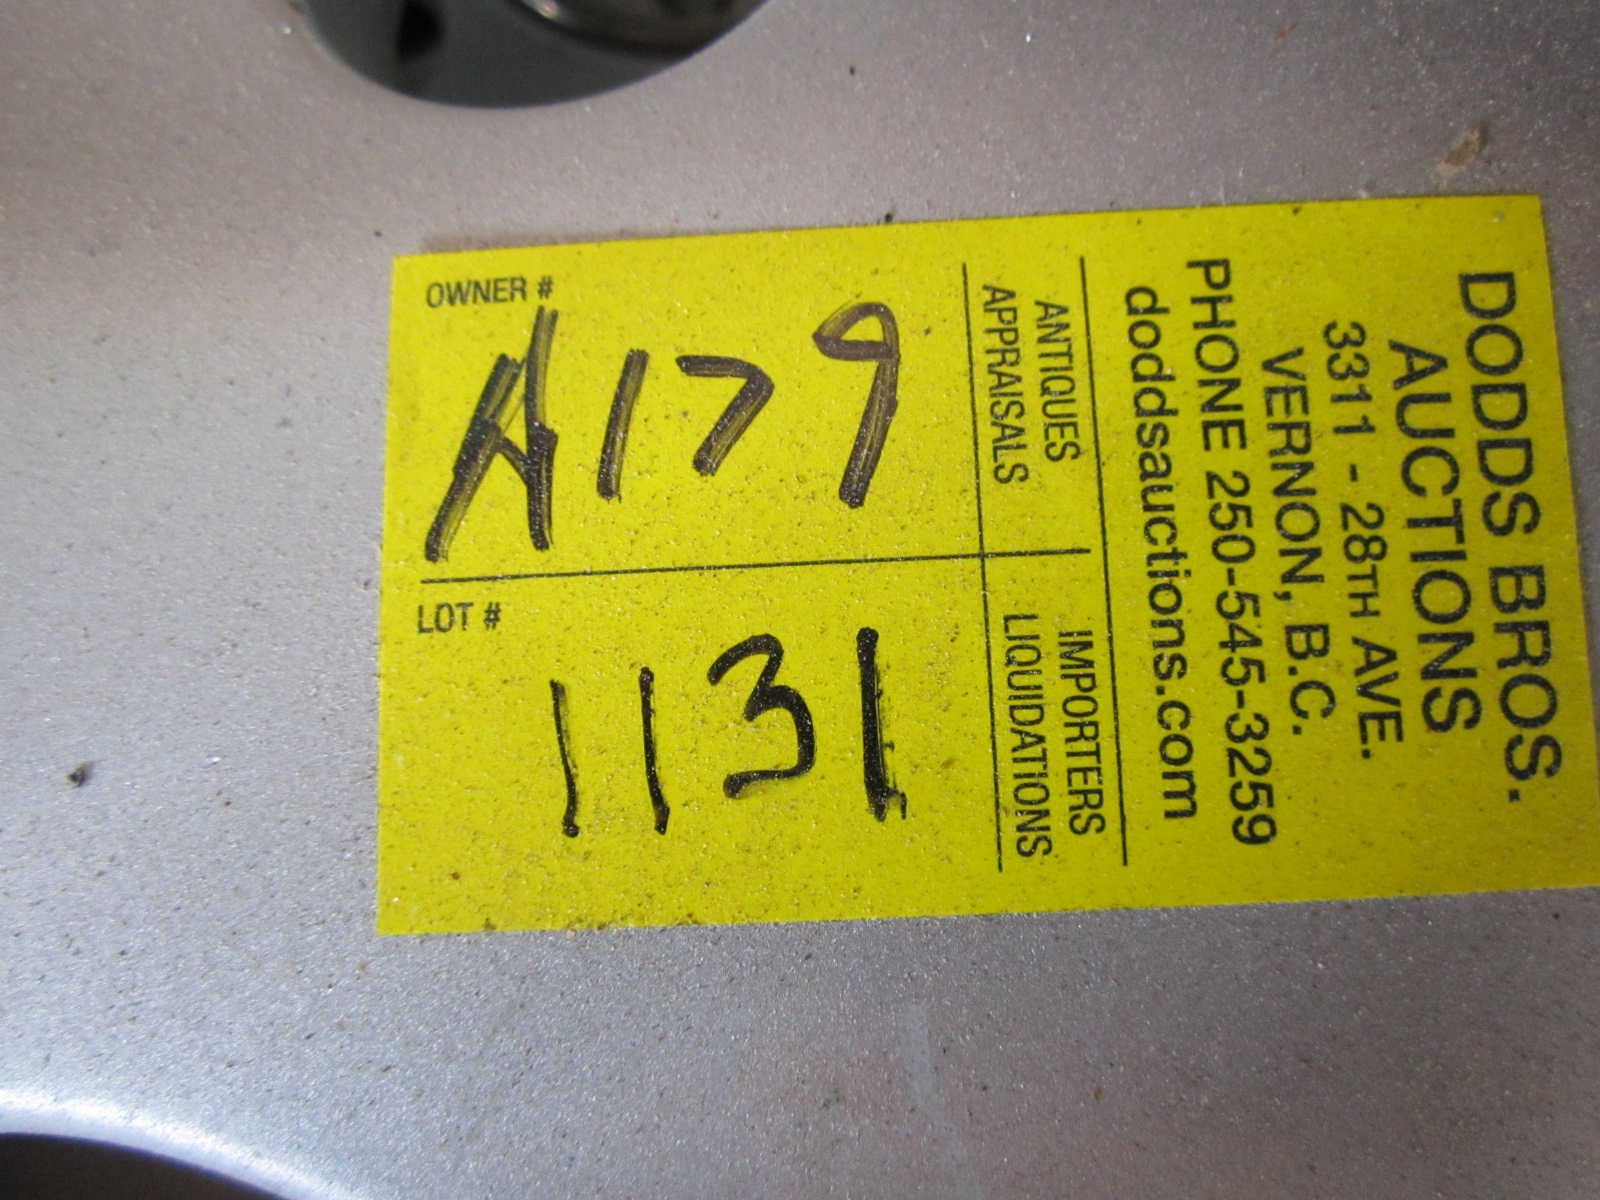 DODDS BROS.
AUCTIONS
3311 - 28TH AVE.
VERNON, B.C.
PHONE 250-545-3259
doddsauctions.com
ANTIQUES IMPORTERS
APPRAISALS LIQUIDATIONS
OWNER #
A179
LOT #
1131